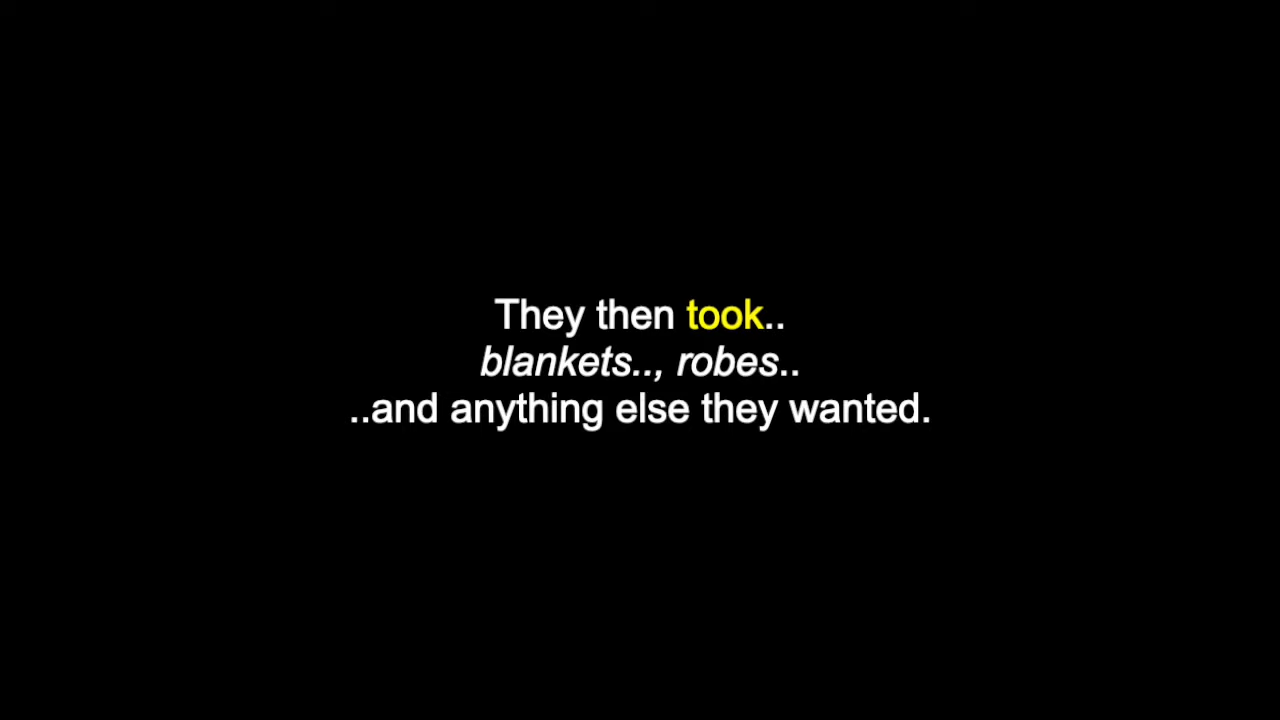 They then took..
blankets.., robes..
..and anything else they wanted.